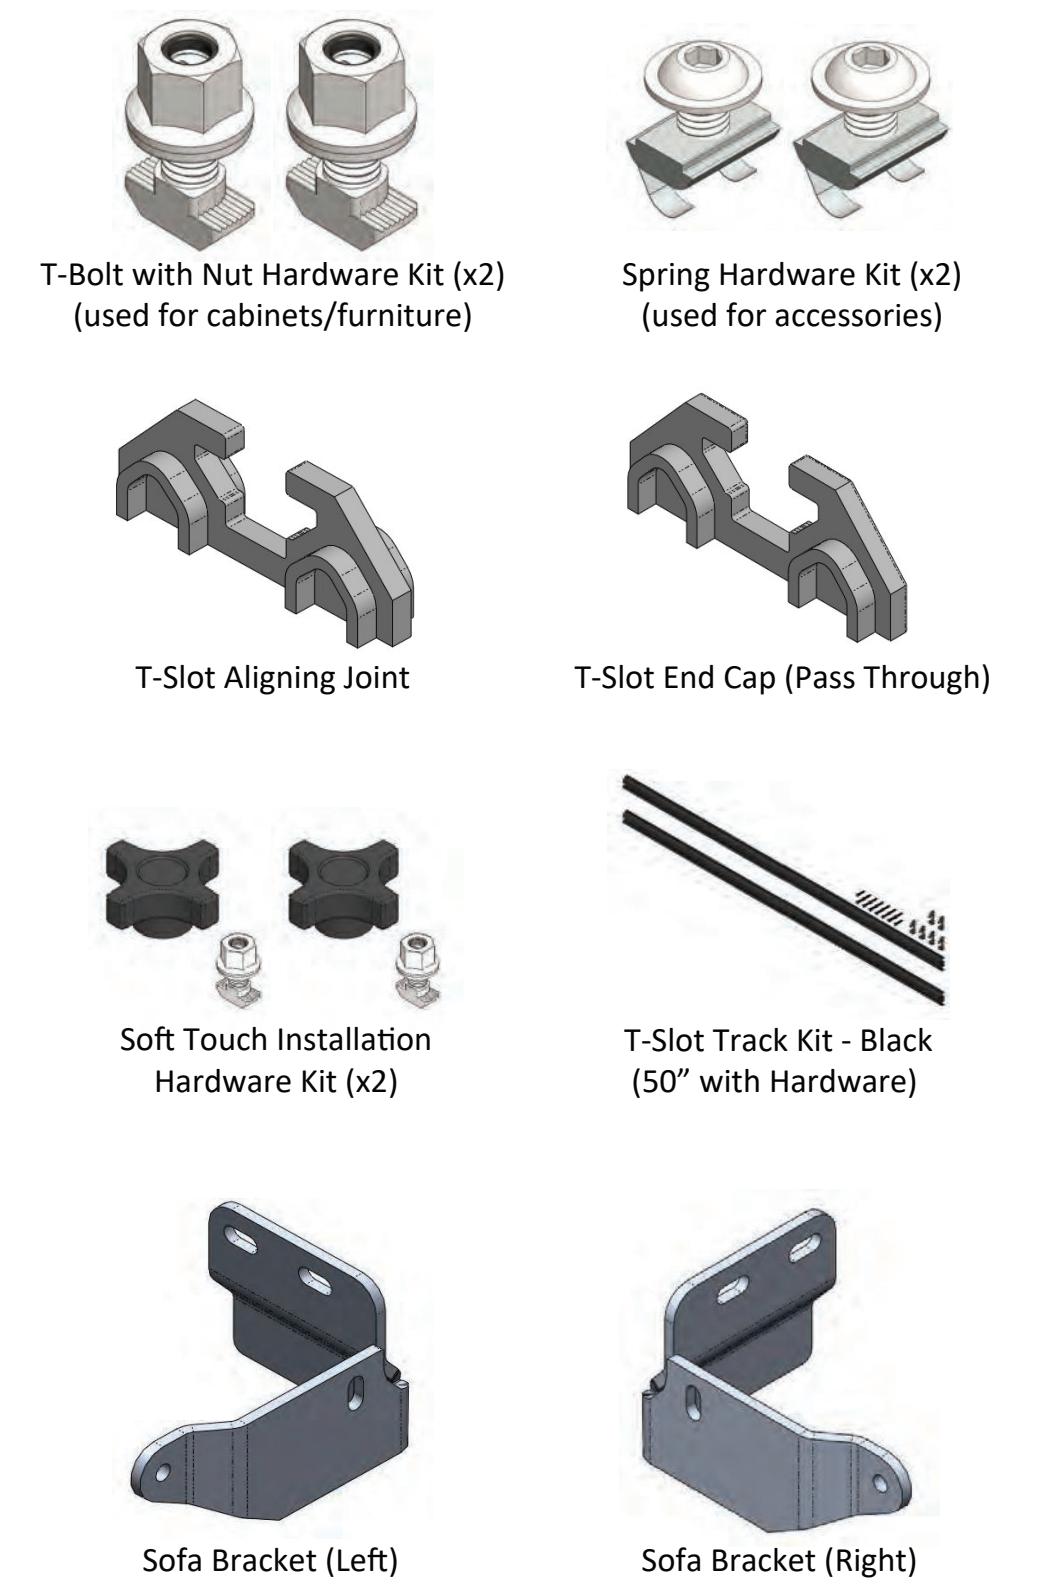 T-Bolt with Nut Hardware Kit (x2)
(used for cabinets/furniture)
Spring Hardware Kit (x2)
(used for accessories)
T-Slot Aligning Joint
T-Slot End Cap (Pass Through)
Soft Touch Installation
Hardware Kit (x2)
T-Slot Track Kit - Black
(50” with Hardware)
Sofa Bracket (Left)
Sofa Bracket (Right)